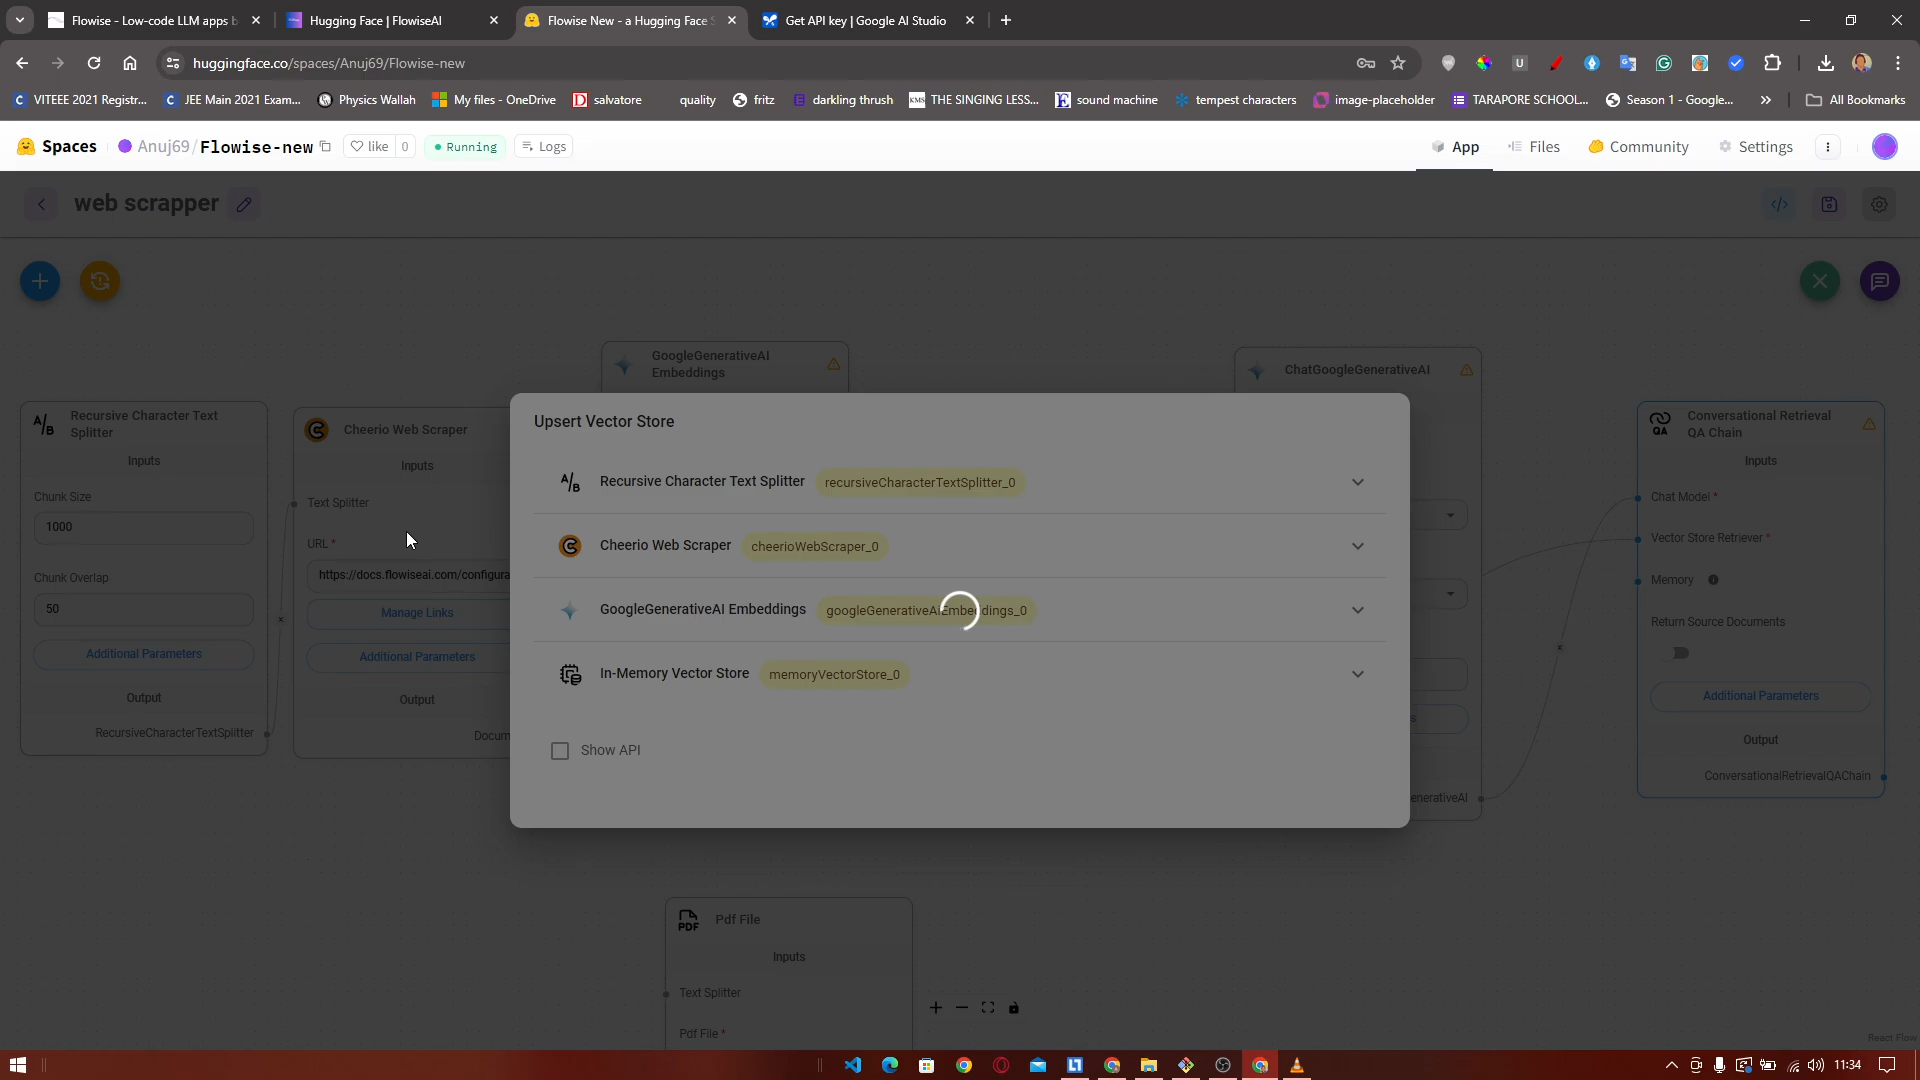 Flowise - Low-code LLM apps b
Hugging Face | FlowiseAI
Flowise New - a Hugging Face S
Get API key | Google AI Studio
huggingface.co/spaces/Anuj69/Flowise-new
VITEEE 2021 Registr...
JEE Main 2021 Exam...
Physics Wallah
My files - OneDrive
salvatore
quality
fritz
darkling thrush
KMS THE SINGING LESS...
sound machine
tempest characters
image-placeholder
TARAPORE SCHOOL...
Season 1 - Google...
»
All Bookmarks
Spaces
Anuj69/Flowise-new
like 0
Running
Logs
App
Files
Community
Settings
web scrapper
GoogleGenerativeAI
Embeddings
ChatGoogleGenerativeAI
Recursive Character Text
Splitter
Inputs
Chunk Size
1000
Chunk Overlap
50
Additional Parameters
Output
RecursiveCharacterTextSplitter
Cheerio Web Scraper
Inputs
Text Splitter
URL *
https://docs.flowiseai.com/configura
Manage Links
Additional Parameters
Output
Docum
Upsert Vector Store
Recursive Character Text Splitter recursiveCharacterTextSplitter_0
Cheerio Web Scraper cheerioWebScraper_0
GoogleGenerativeAI Embeddings googleGenerativeAiEmbeddings_0
In-Memory Vector Store memoryVectorStore_0
Show API
s
enerativeAI
QA
Conversational Retrieval
QA Chain
Inputs
Chat Model *
Vector Store Retriever *
Memory
Return Source Documents
Additional Parameters
Output
ConversationalRetrievalQAChain
PDF
Pdf File
Inputs
Text Splitter
Pdf File *
React Flow
11:34